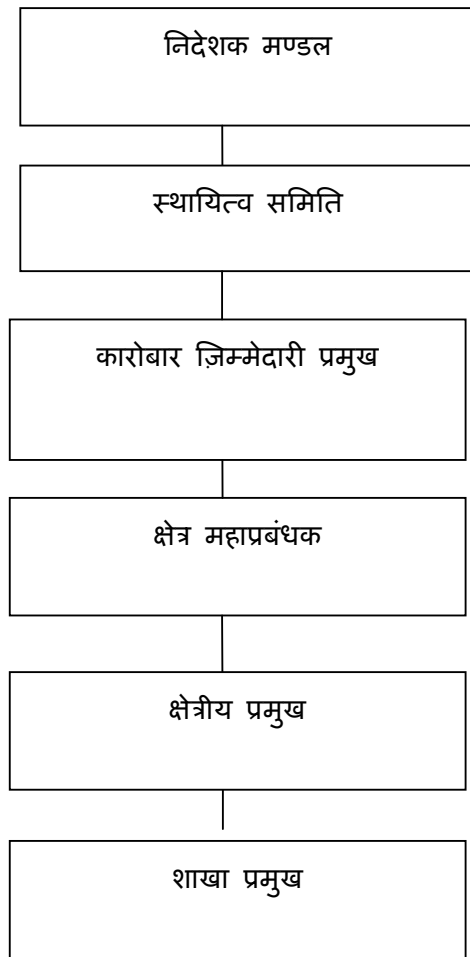 निदेशक मण्डल
स्थायित्व समिति
कारोबार ज़िम्मेदारी प्रमुख
क्षेत्र महाप्रबंधक
क्षेत्रीय प्रमुख
शाखा प्रमुख